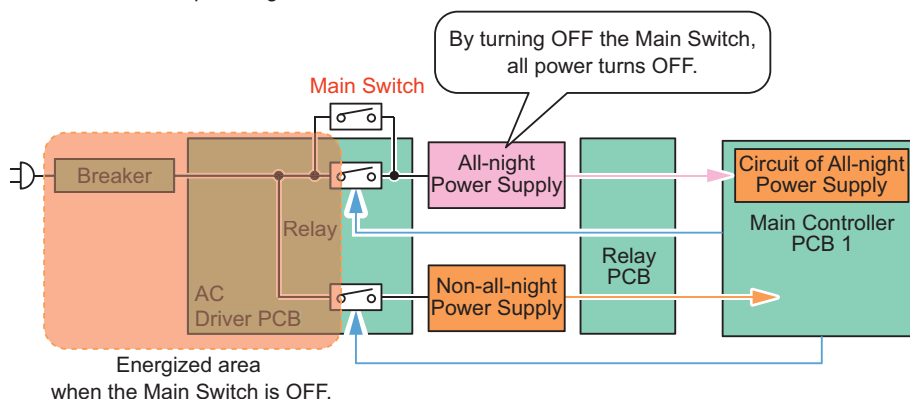 By turning OFF the Main Switch,
all power turns OFF.
Main Switch
Breaker
All-night
Power Supply
Circuit of All-night
Power Supply
Relay
Main Controller
PCB 1
Relay
PCB
AC
Driver PCB
Non-all-night
Power Supply
Energized area
when the Main Switch is OFF.